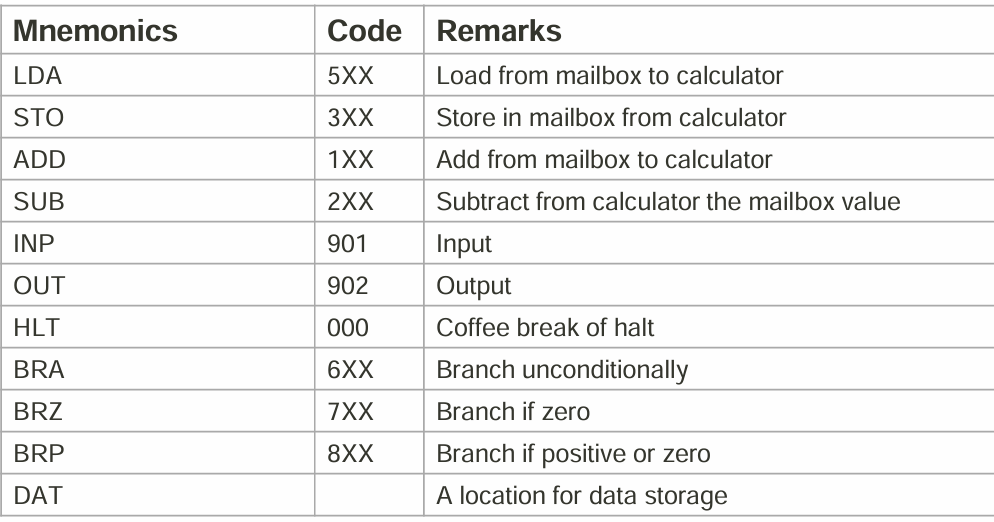 Mnemonics Code Remarks
LDA 5XX Load from mailbox to calculator
STO 3XX Store in mailbox from calculator
ADD 1XX Add from mailbox to calculator
SUB 2XX Subtract from calculator the mailbox value
INP 901 Input
OUT 902 Output
HLT 000 Coffee break of halt
BRA 6XX Branch unconditionally
BRZ 7XX Branch if zero
BRP 8XX Branch if positive or zero
DAT A location for data storage